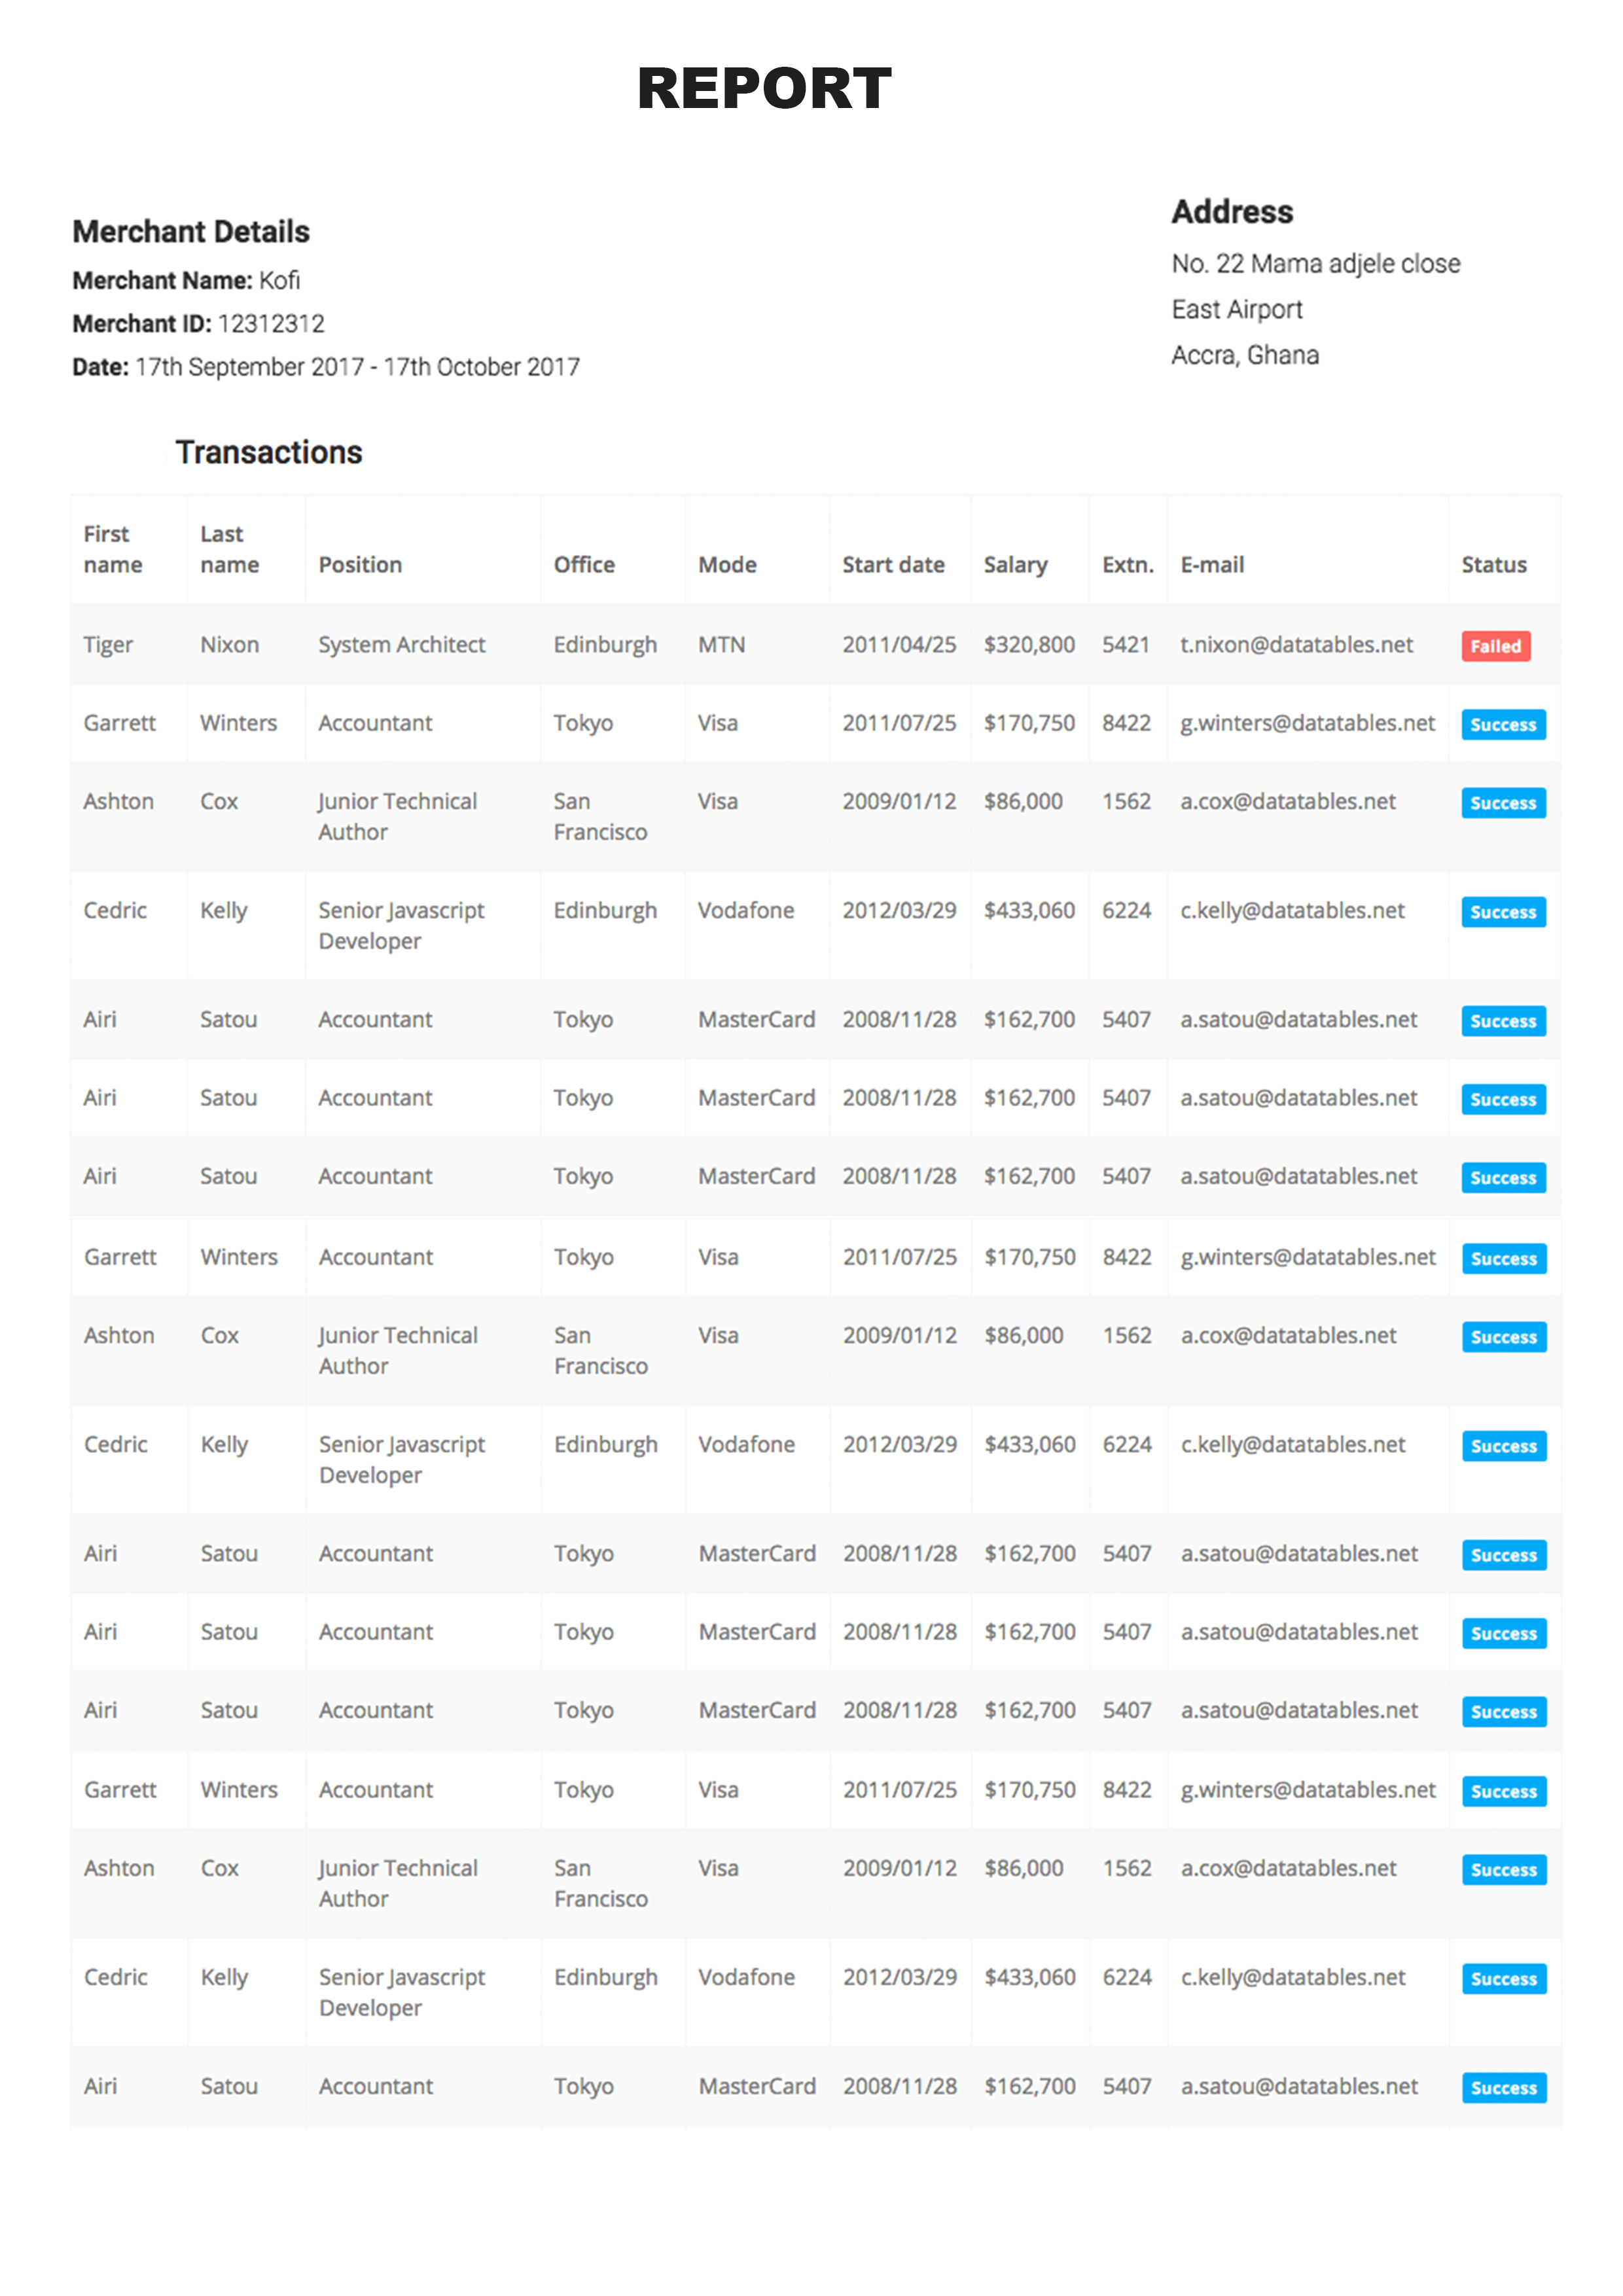 REPORT
Merchant Details
Merchant Name: Kofi
Merchant ID: 12312312
Date: 17th September 2017 - 17th October 2017
Address
No. 22 Mama adjele close
East Airport
Accra, Ghana
Transactions
First name Last name Position Office Mode Start date Salary Extn. E-mail Status
Tiger Nixon System Architect Edinburgh MTN 2011/04/25 $320,800 5421 t.nixon@datatables.net Failed
Garrett Winters Accountant Tokyo Visa 2011/07/25 $170,750 8422 g.winters@datatables.net Success
Ashton Cox Junior Technical Author San Francisco Visa 2009/01/12 $86,000 1562 a.cox@datatables.net Success
Cedric Kelly Senior Javascript Developer Edinburgh Vodafone 2012/03/29 $433,060 6224 c.kelly@datatables.net Success
Airi Satou Accountant Tokyo MasterCard 2008/11/28 $162,700 5407 a.satou@datatables.net Success
Airi Satou Accountant Tokyo MasterCard 2008/11/28 $162,700 5407 a.satou@datatables.net Success
Airi Satou Accountant Tokyo MasterCard 2008/11/28 $162,700 5407 a.satou@datatables.net Success
Garrett Winters Accountant Tokyo Visa 2011/07/25 $170,750 8422 g.winters@datatables.net Success
Ashton Cox Junior Technical Author San Francisco Visa 2009/01/12 $86,000 1562 a.cox@datatables.net Success
Cedric Kelly Senior Javascript Developer Edinburgh Vodafone 2012/03/29 $433,060 6224 c.kelly@datatables.net Success
Airi Satou Accountant Tokyo MasterCard 2008/11/28 $162,700 5407 a.satou@datatables.net Success
Airi Satou Accountant Tokyo MasterCard 2008/11/28 $162,700 5407 a.satou@datatables.net Success
Airi Satou Accountant Tokyo MasterCard 2008/11/28 $162,700 5407 a.satou@datatables.net Success
Garrett Winters Accountant Tokyo Visa 2011/07/25 $170,750 8422 g.winters@datatables.net Success
Ashton Cox Junior Technical Author San Francisco Visa 2009/01/12 $86,000 1562 a.cox@datatables.net Success
Cedric Kelly Senior Javascript Developer Edinburgh Vodafone 2012/03/29 $433,060 6224 c.kelly@datatables.net Success
Airi Satou Accountant Tokyo MasterCard 2008/11/28 $162,700 5407 a.satou@datatables.net Success